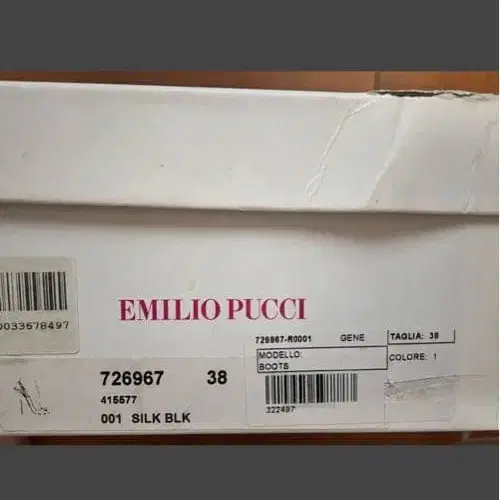 0033678497
EMILIO PUCCI
726967 38
415577
001 SILK BLK
726967-R0001 GENE
MODELLO:
BOOTS
322497
TAGLIA: 38
COLORE: 1